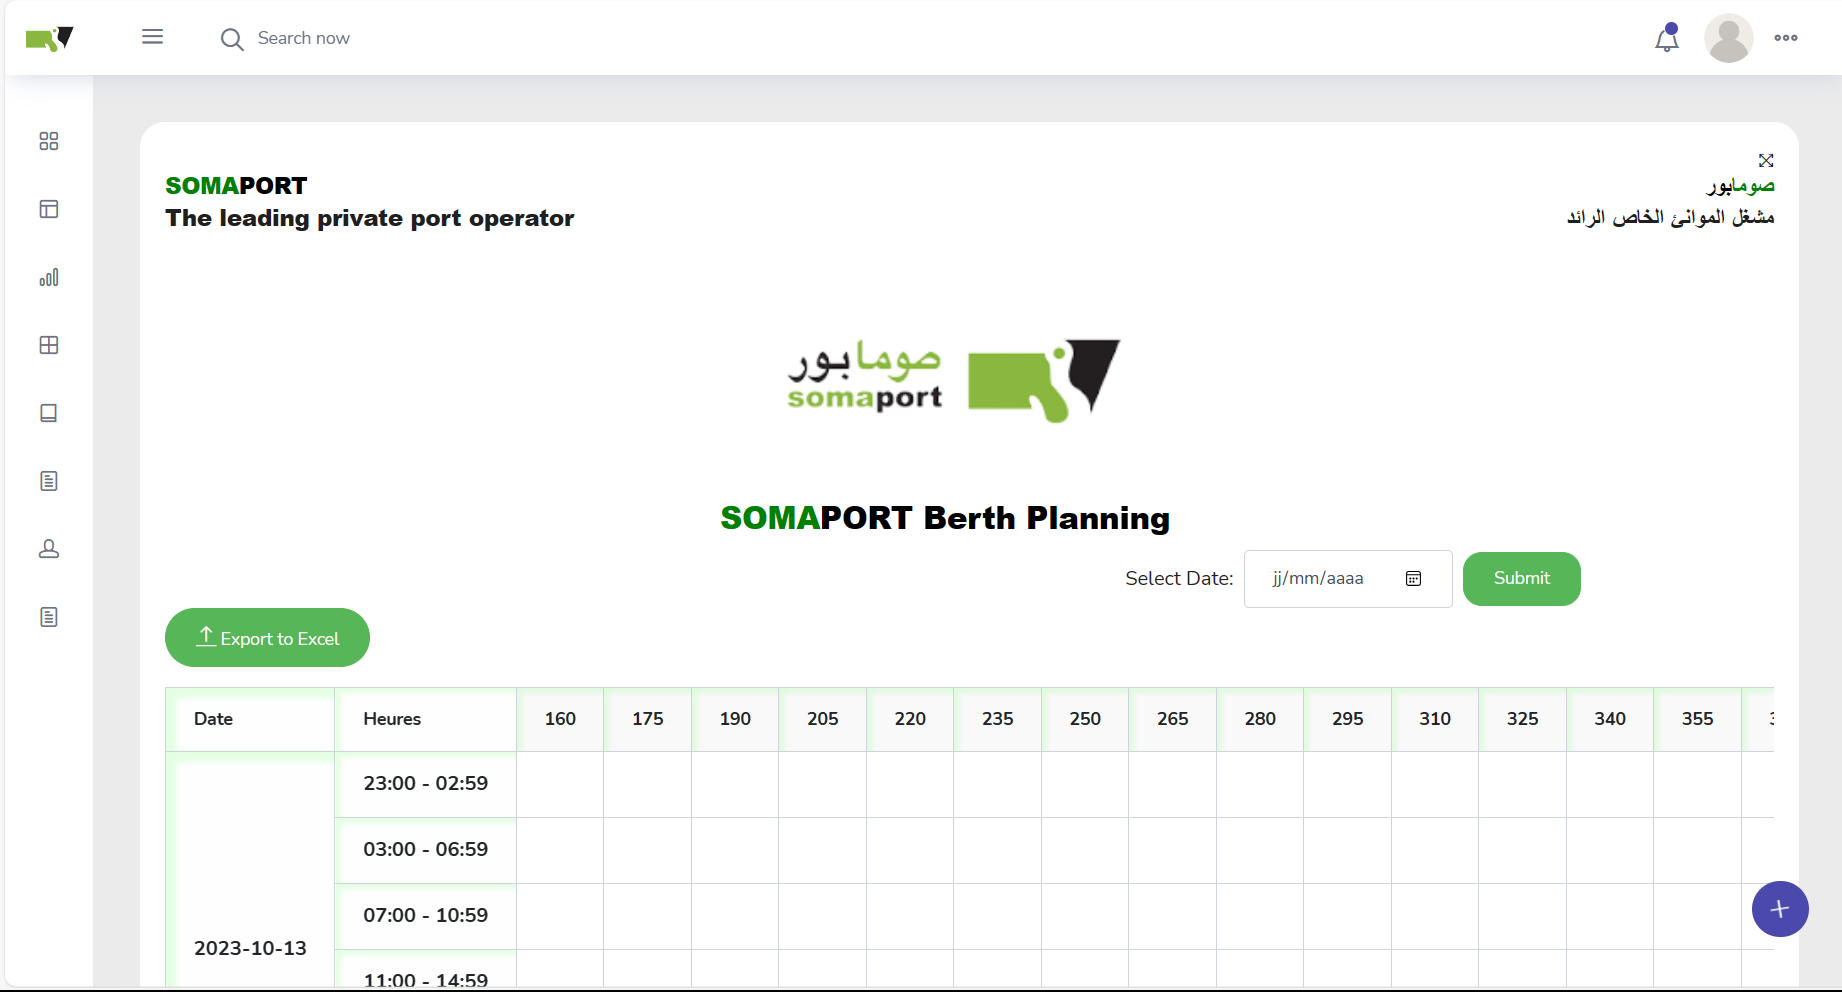 Search now
SOMAPORT
صومابور
The leading private port operator
مشغل الموانئ الخاص الرائد
صومابور
somaport
SOMAPORT Berth Planning
Select Date: jj/mm/aaaa Submit
Export to Excel
Date Heures 160 175 190 205 220 235 250 265 280 295 310 325 340 355
23:00 - 02:59
03:00 - 06:59
07:00 - 10:59
2023-10-13
11:00 - 14:59